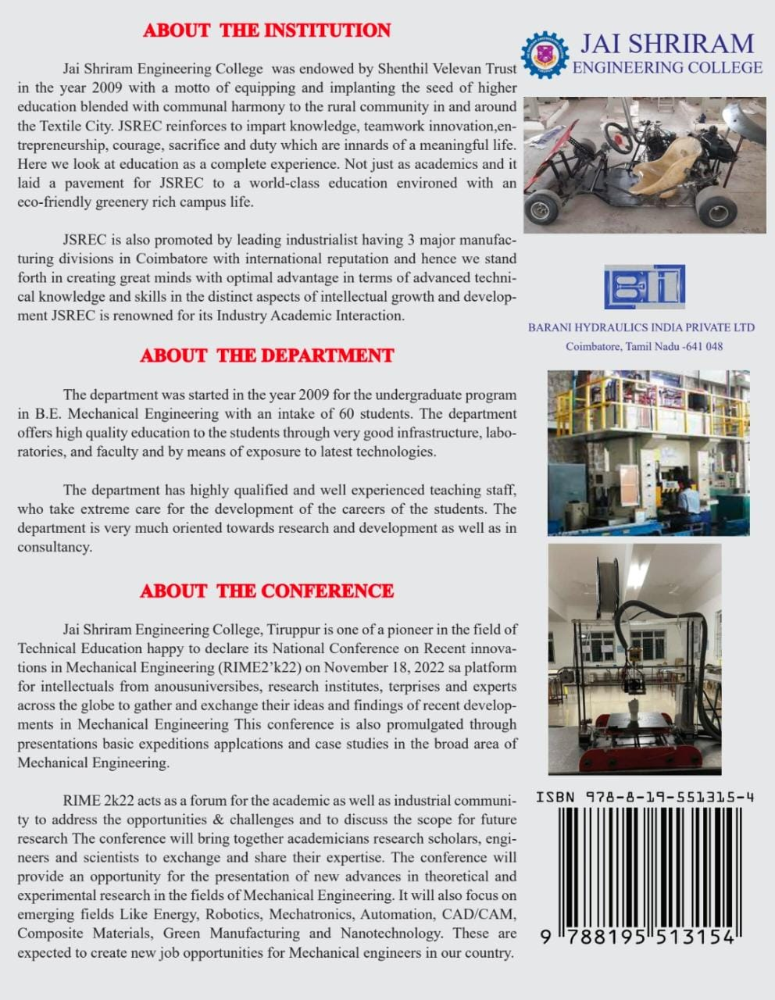 ABOUT THE INSTITUTION
Jai Shriram Engineering College was endowed by Shenthil Velevan Trust
in the year 2009 with a motto of equipping and implanting the seed of higher
education blended with communal harmony to the rural community in and around
the Textile City. JSREC reinforces to impart knowledge, teamwork innovation,en-
trepreneurship, courage, sacrifice and duty which are innards of a meaningful life.
Here we look at education as a complete experience. Not just as academics and it
laid a pavement for JSREC to a world-class education environed with an
eco-friendly greenery rich campus life.
JSREC is also promoted by leading industrialist having 3 major manufac-
turing divisions in Coimbatore with international reputation and hence we stand
forth in creating great minds with optimal advantage in terms of advanced techni-
cal knowledge and skills in the distinct aspects of intellectual growth and develop-
ment JSREC is renowned for its Industry Academic Interaction.
ABOUT THE DEPARTMENT
The department was started in the year 2009 for the undergraduate program
in B.E. Mechanical Engineering with an intake of 60 students. The department
offers high quality education to the students through very good infrastructure, labo-
ratories, and faculty and by means of exposure to latest technologies.
The department has highly qualified and well experienced teaching staff,
who take extreme care for the development of the careers of the students. The
department is very much oriented towards research and development as well as in
consultancy.
ABOUT THE CONFERENCE
Jai Shriram Engineering College, Tiruppur is one of a pioneer in the field of
Technical Education happy to declare its National Conference on Recent innova-
tions in Mechanical Engineering (RIME2’k22) on November 18, 2022 sa platform
for intellectuals from anousuniversibes, research institutes, terprises and experts
across the globe to gather and exchange their ideas and findings of recent develop-
ments in Mechanical Engineering This conference is also promulgated through
presentations basic expeditions applcations and case studies in the broad area of
Mechanical Engineering.
RIME 2k22 acts as a forum for the academic as well as industrial communi-
ty to address the opportunities & challenges and to discuss the scope for future
research The conference will bring together academicians research scholars, engi-
neers and scientists to exchange and share their expertise. The conference will
provide an opportunity for the presentation of new advances in theoretical and
experimental research in the fields of Mechanical Engineering. It will also focus on
emerging fields Like Energy, Robotics, Mechatronics, Automation, CAD/CAM,
Composite Materials, Green Manufacturing and Nanotechnology. These are
expected to create new job opportunities for Mechanical engineers in our country.
JAI SHRIRAM
ENGINEERING COLLEGE
BHI
BARANI HYDRAULICS INDIA PRIVATE LTD
Coimbatore, Tamil Nadu -641 048
ISBN 978-8-19-551315-4
9 788195 513154